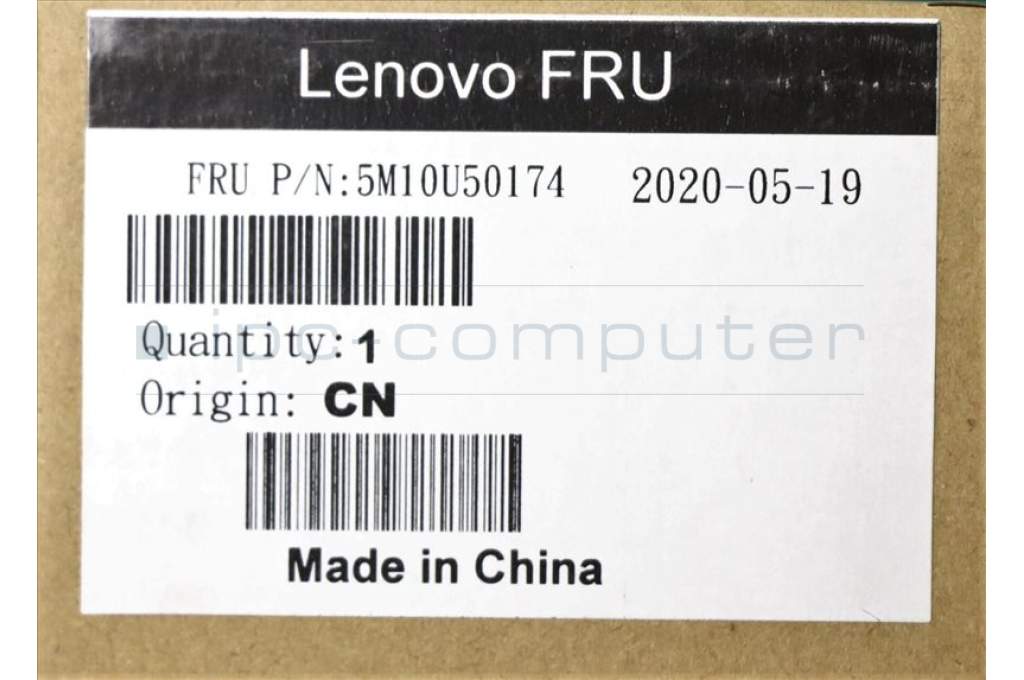 Lenovo FRU
FRU P/N:5M10U50174 2020-05-19
Quantity:1
ipc-computer
Origin: CN
Made in China